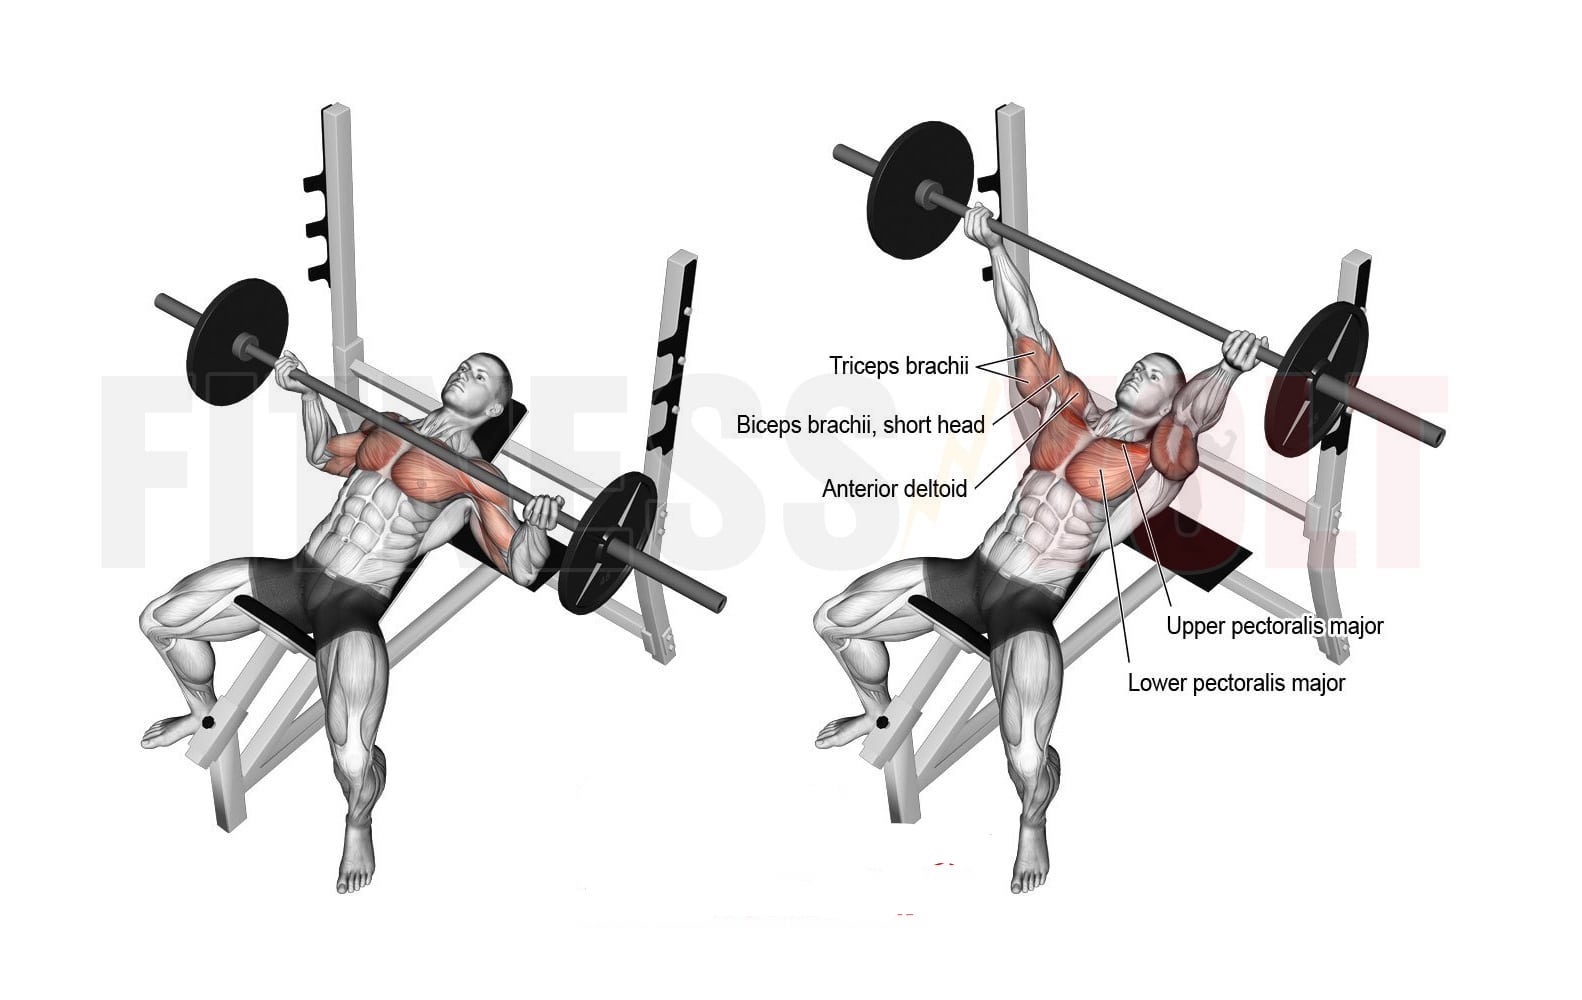 FITNESS VOLT
Triceps brachii
Biceps brachii, short head
Anterior deltoid
Upper pectoralis major
Lower pectoralis major